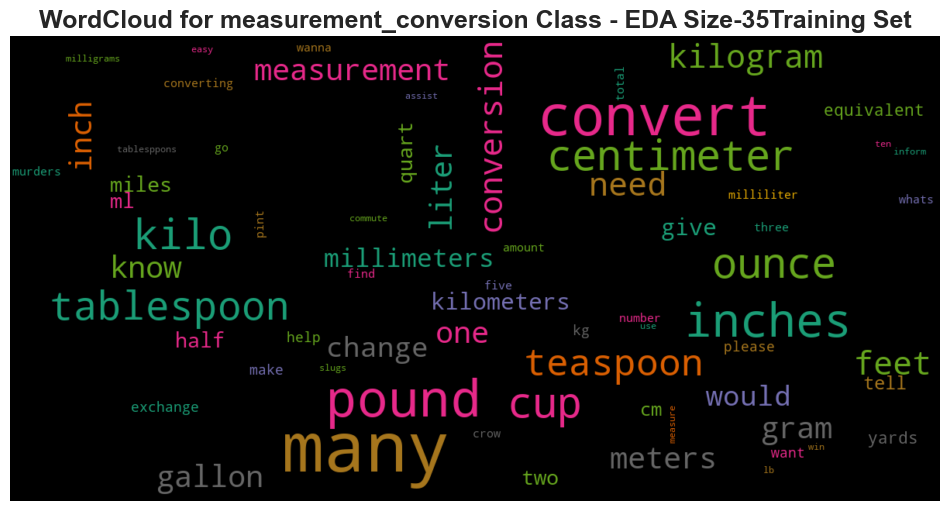 WordCloud for measurement_conversion Class - EDA Size-35Training Set
easy
wanna
milligrams
measurement
conversion
kilogram
converting
total
assist
convert
equivalent
inch
quart
ten
tablesppons
go
liter
centimeter
inform
murders
miles
need
milliliter
whats
ml
pint
commute
give
three
kilo
amount
know
millimeters
find
ounce
five
tablespoon
kilometers
number
use
inches
half
help
one
kg
change
please
make
slugs
teaspoon
feet
tell
exchange
pound
cup
cm
measure
would
many
crow
gram
yards
win
want
gallon
two
meters
lb